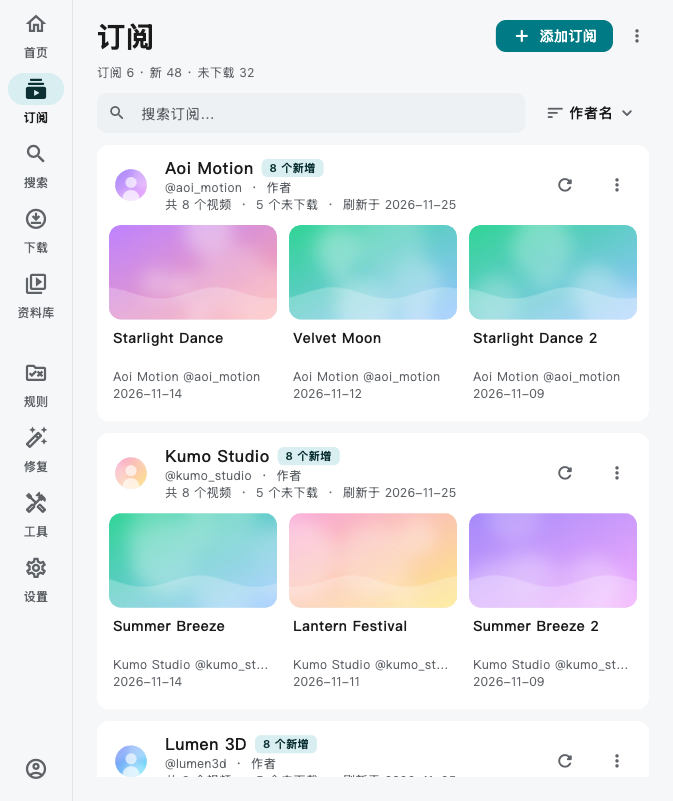 首页
订阅
搜索
下载
资料库
规则
修复
工具
设置
订阅
添加订阅
订阅 6 · 新 48 · 未下载 32
搜索订阅...
作者名
Aoi Motion 8 个新增
@aoi_motion · 作者
共 8 个视频 · 5 个未下载 · 刷新于 2026-11-25
Starlight Dance
Aoi Motion @aoi_motion
2026-11-14
Velvet Moon
Aoi Motion @aoi_motion
2026-11-12
Starlight Dance 2
Aoi Motion @aoi_motion
2026-11-09
Kumo Studio 8 个新增
@kumo_studio · 作者
共 8 个视频 · 5 个未下载 · 刷新于 2026-11-25
Summer Breeze
Kumo Studio @kumo_st...
2026-11-14
Lantern Festival
Kumo Studio @kumo_st...
2026-11-11
Summer Breeze 2
Kumo Studio @kumo_st...
2026-11-09
Lumen 3D 8 个新增
@lumen3d · 作者